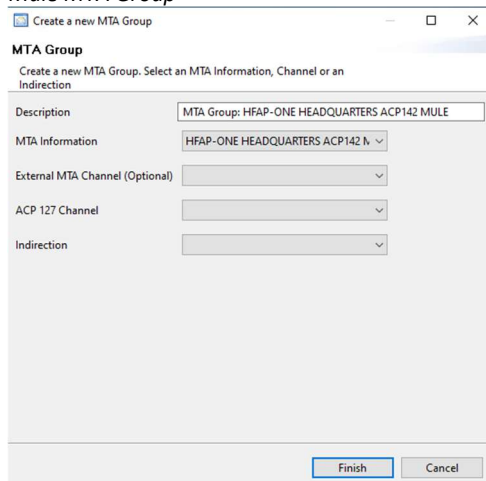 Mule MTA Group
Create a new MTA Group
MTA Group
Create a new MTA Group. Select an MTA Information, Channel or an
Indirection
Description
MTA Group: HFAP-ONE HEADQUARTERS ACP142 MULE
MTA Information
HFAP-ONE HEADQUARTERS ACP142 M
External MTA Channel (Optional)
ACP 127 Channel
Indirection
Finish
Cancel